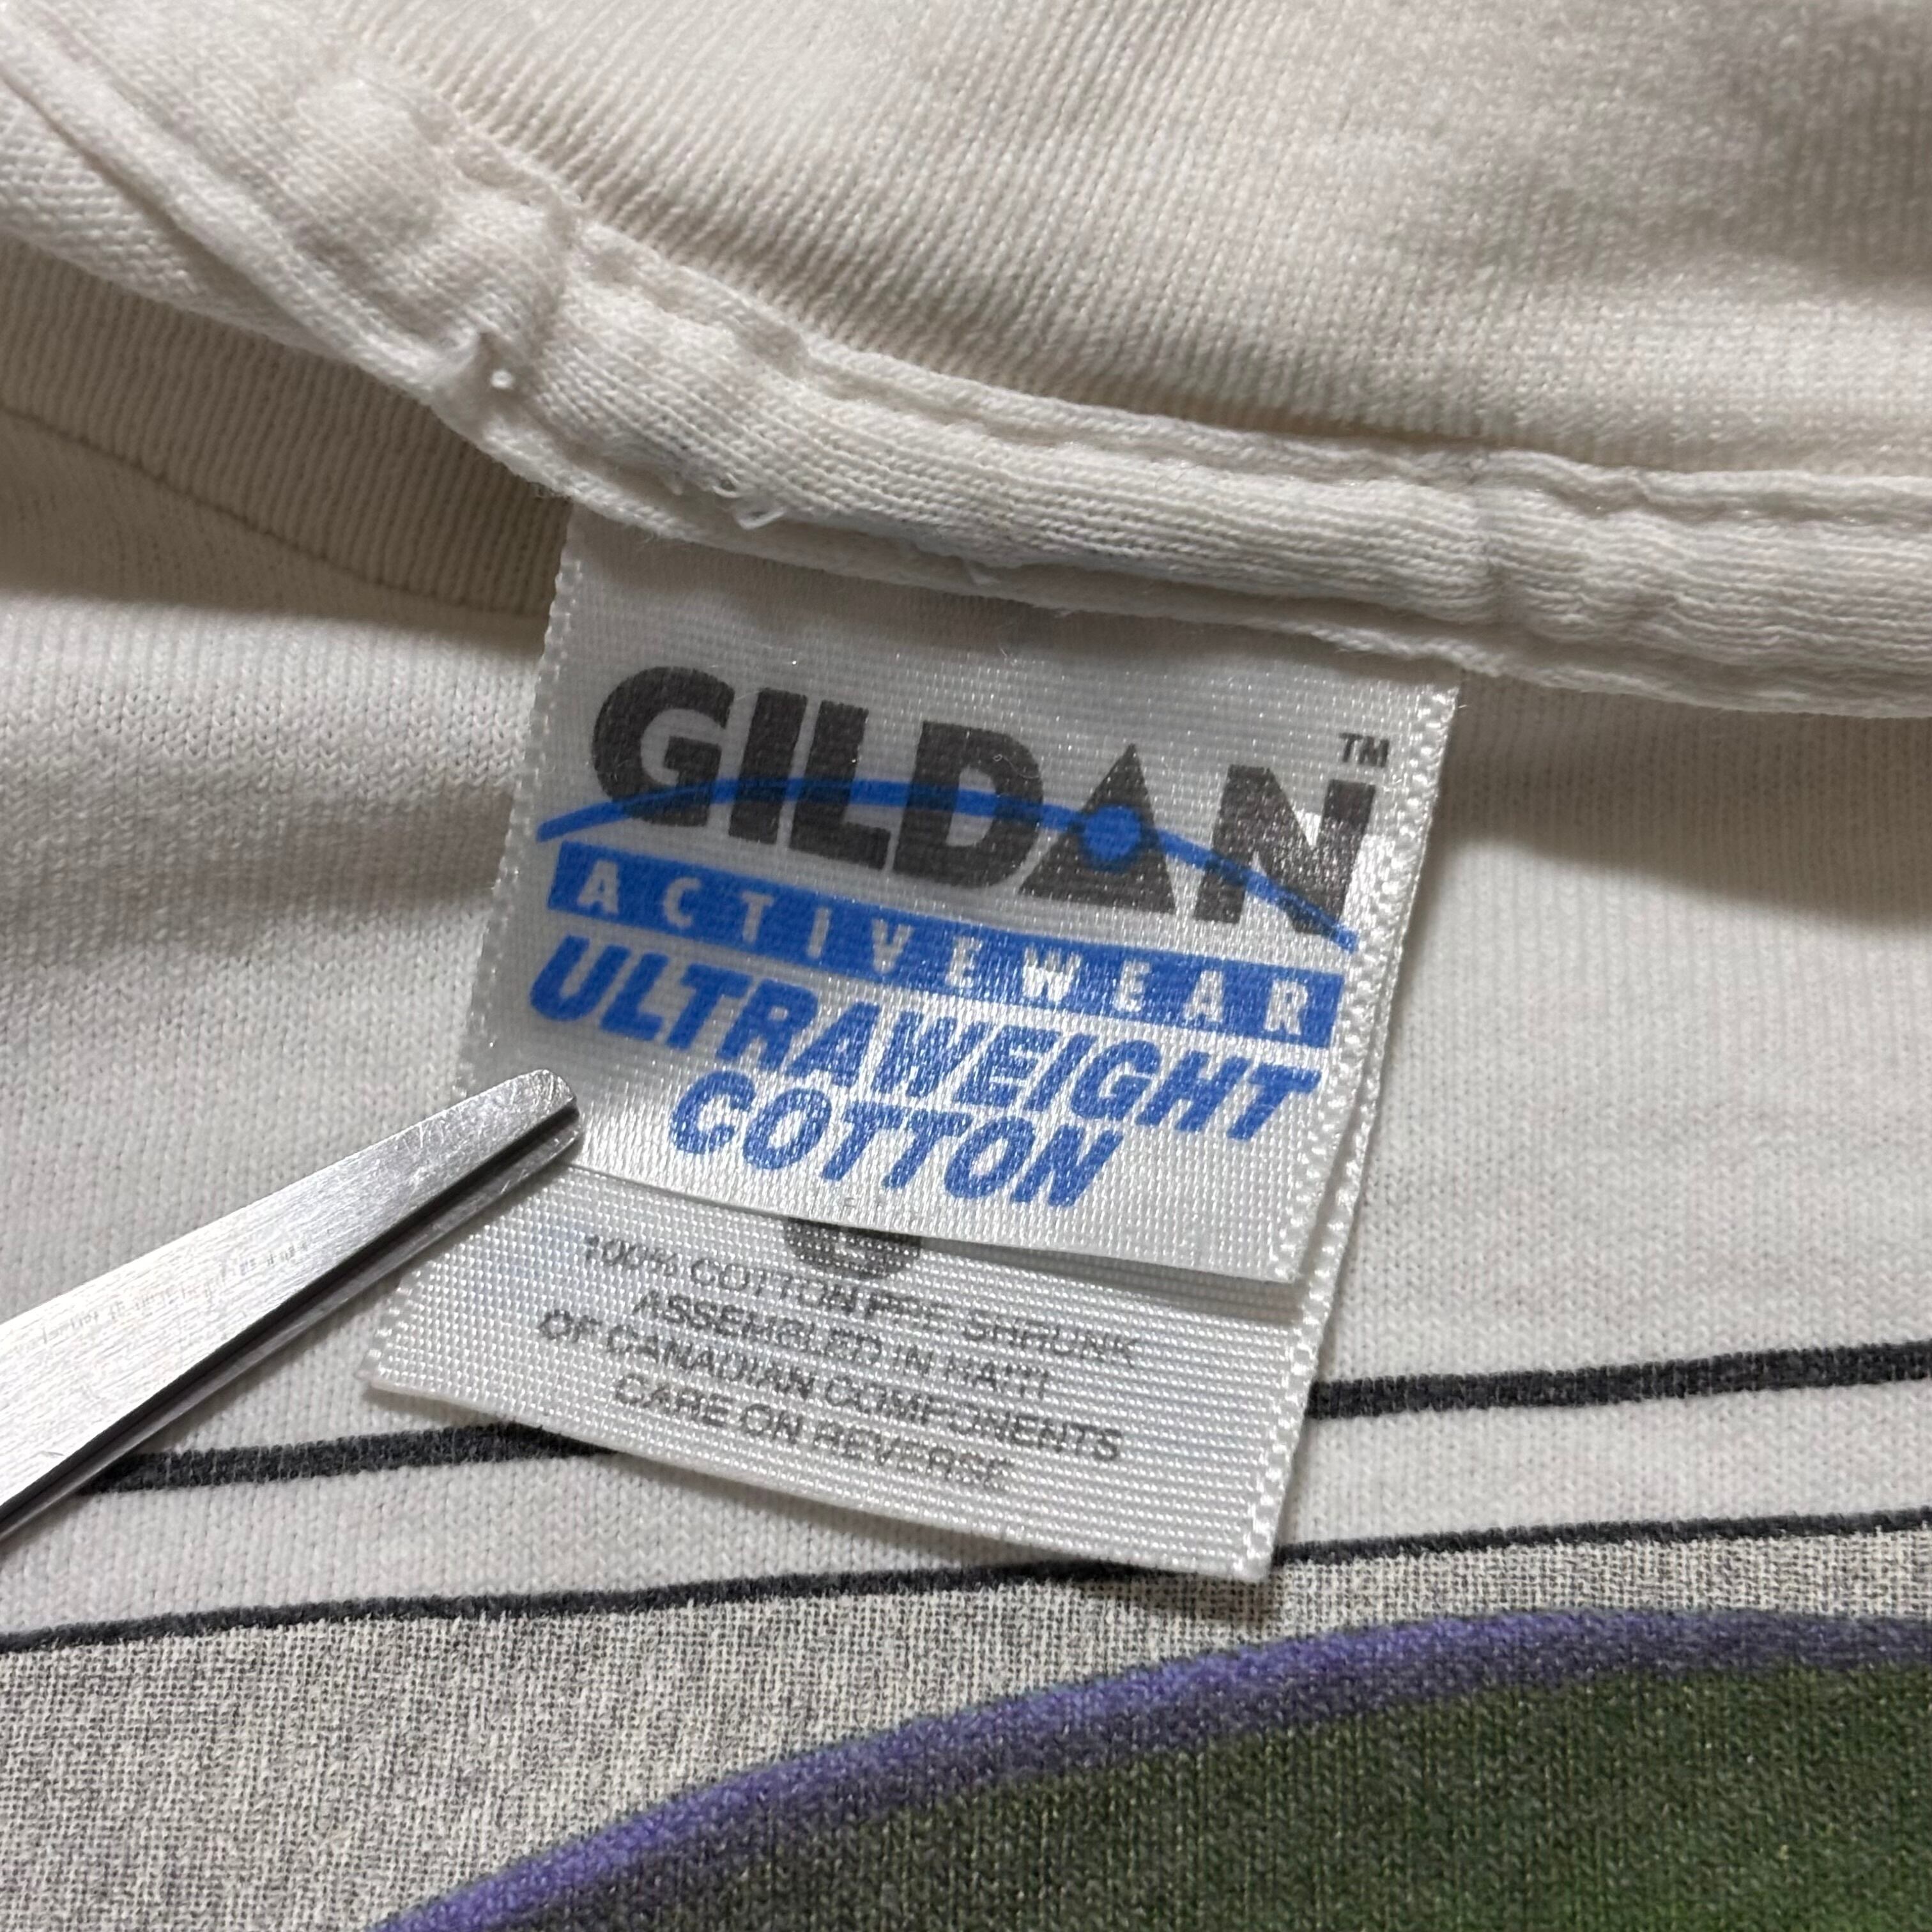 GILDAN™
ACTIVEWEAR
ULTRAWEIGHT
COTTON
100% COTTON PRE-SHRUNK
ASSEMBLED IN HAITI
OF CANADIAN COMPONENTS
CARE ON REVERSE